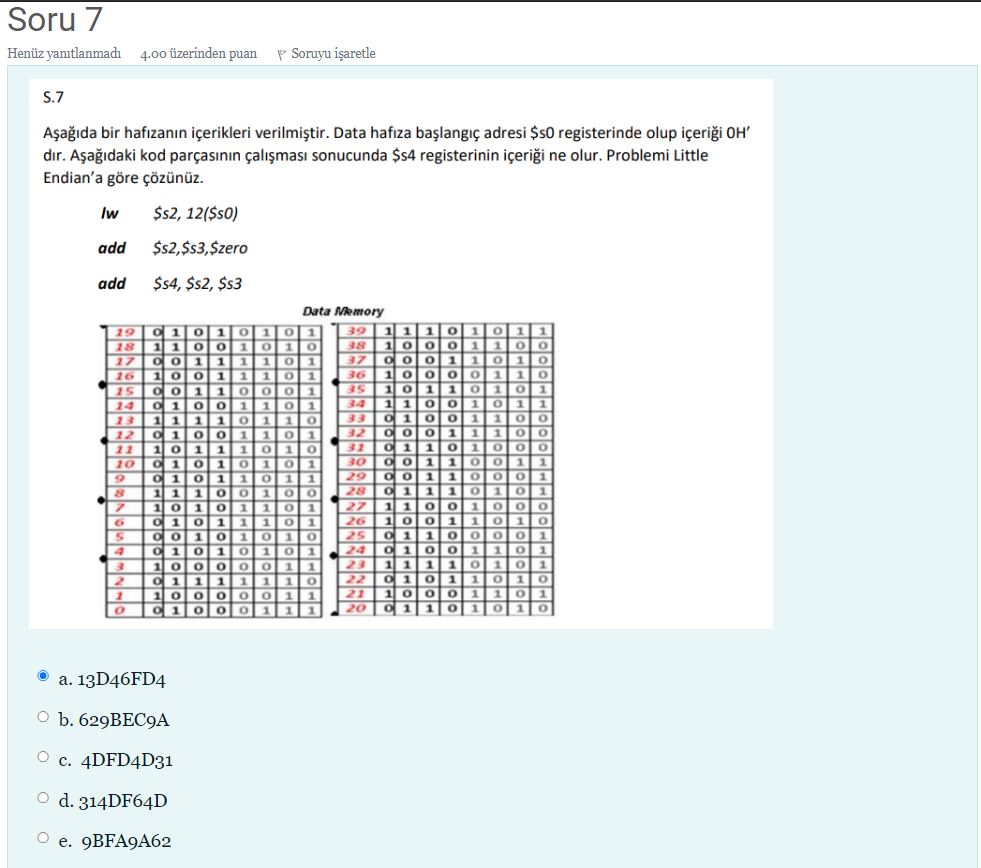 Soru 7
Henüz yanıtlanmadı 4.00 üzerinden puan Soruyu işaretle
S.7
Aşağıda bir hafızanın içerikleri verilmiştir. Data hafıza başlangıç adresi $s0 registerinde olup içeriği 0H'
dır. Aşağıdaki kod parçasının çalışması sonucunda $s4 registerinin içeriği ne olur. Problemi Little
Endian'a göre çözünüz.
lw $s2, 12($s0)
add $s2,$s3,$zero
add $s4, $s2, $s3
Data Memory
19 0 1 0 1 0 1 0 1 39 1 1 1 0 1 0 1 1
18 1 1 0 0 1 0 1 0 38 1 0 0 0 1 1 0 0
17 0 0 1 1 1 1 0 1 37 0 0 0 1 1 0 1 0
16 1 0 0 1 1 1 0 1 36 1 0 0 0 0 1 1 0
15 0 0 1 1 0 0 0 1 35 1 0 1 1 0 1 0 1
14 0 1 0 0 1 1 0 1 34 1 1 0 0 1 0 1 1
13 1 1 1 1 0 1 1 0 33 0 1 0 0 1 1 0 0
12 0 1 0 0 1 1 0 1 32 0 0 0 1 1 1 0 0
11 1 0 1 1 1 0 1 0 31 0 1 1 0 1 0 0 0
10 0 1 0 1 0 1 0 1 30 0 0 1 1 0 0 1 1
9 0 1 0 1 1 0 1 1 29 0 0 1 1 0 0 0 1
8 1 1 1 0 0 1 0 0 28 0 1 1 1 0 1 0 1
7 1 0 1 0 1 1 0 1 27 1 1 0 0 1 0 0 0
6 0 1 0 1 1 1 0 1 26 1 0 0 1 1 0 1 0
5 0 0 1 0 1 0 1 0 25 0 1 1 0 0 0 0 1
4 0 1 0 1 0 1 0 1 24 0 1 0 0 1 1 0 1
3 1 0 0 0 0 0 1 1 23 1 1 1 1 0 1 0 1
2 0 1 1 1 1 1 1 0 22 0 1 0 1 1 0 1 0
1 1 0 0 0 0 0 1 1 21 1 0 0 0 1 1 0 1
0 0 1 0 0 0 1 1 1 20 0 1 1 0 1 0 1 0
a. 13D46FD4
b. 629BEC9A
c. 4DFD4D31
d. 314DF64D
e. 9BFA9A62